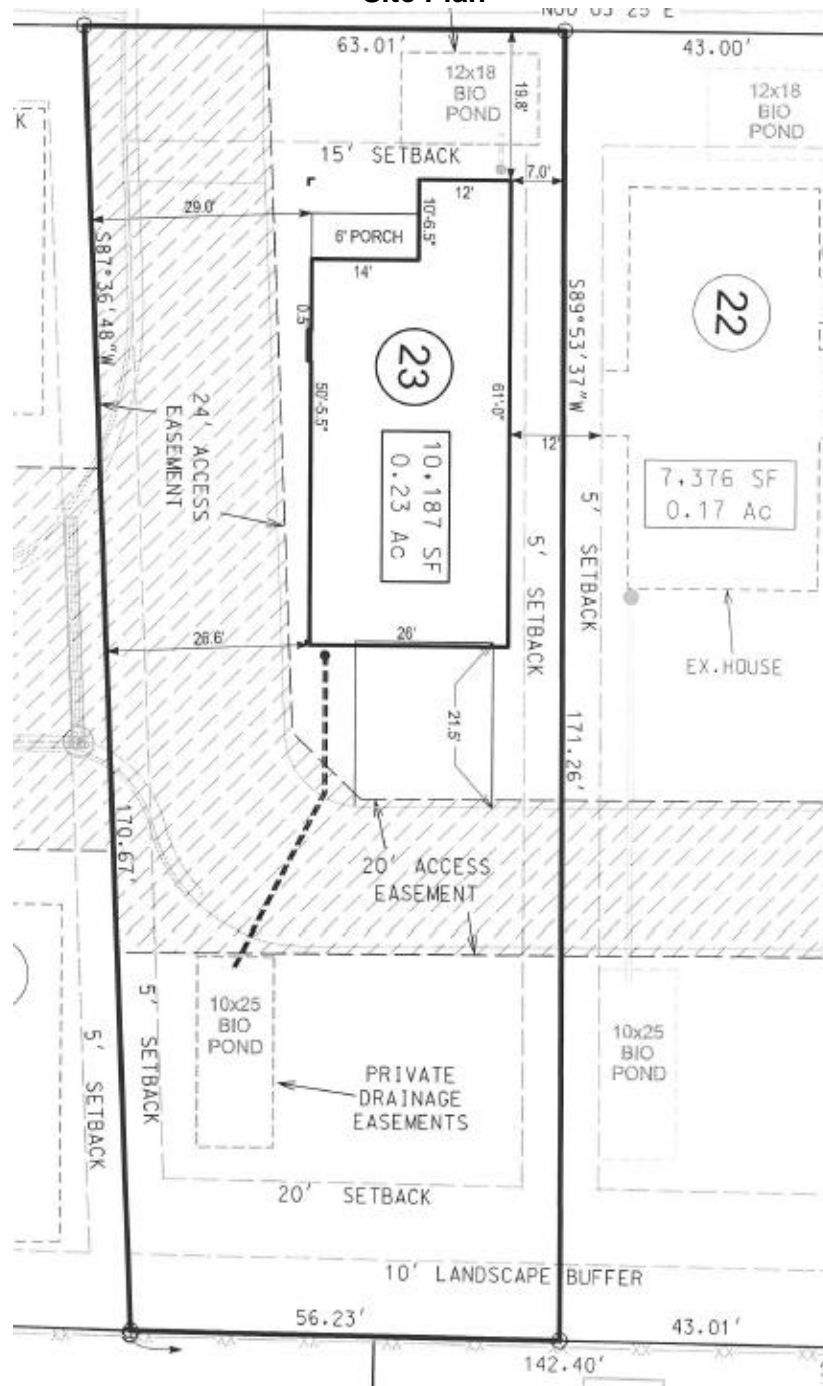 Site Plan
63.01'
43.00'
12x18
BIO
POND
19.8'
12x18
BIO
POND
K
15' SETBACK
12'
7.0'
29.0'
10'-6.5"
6' PORCH
14'
S87°36'48"W
0.5'
S89°53'37"W
22
23
50'-5.5"
61'-0"
24' ACCESS
EASEMENT
12'
10,187 SF
0.23 Ac
7,376 SF
0.17 Ac
5' SETBACK
5' SETBACK
26.6'
26'
EX.HOUSE
21.5'
171.26'
170.67'
20' ACCESS
EASEMENT
10x25
BIO
POND
10x25
BIO
POND
5' SETBACK
5' SETBACK
PRIVATE
DRAINAGE
EASEMENTS
20' SETBACK
10' LANDSCAPE BUFFER
56.23'
43.01'
142.40'